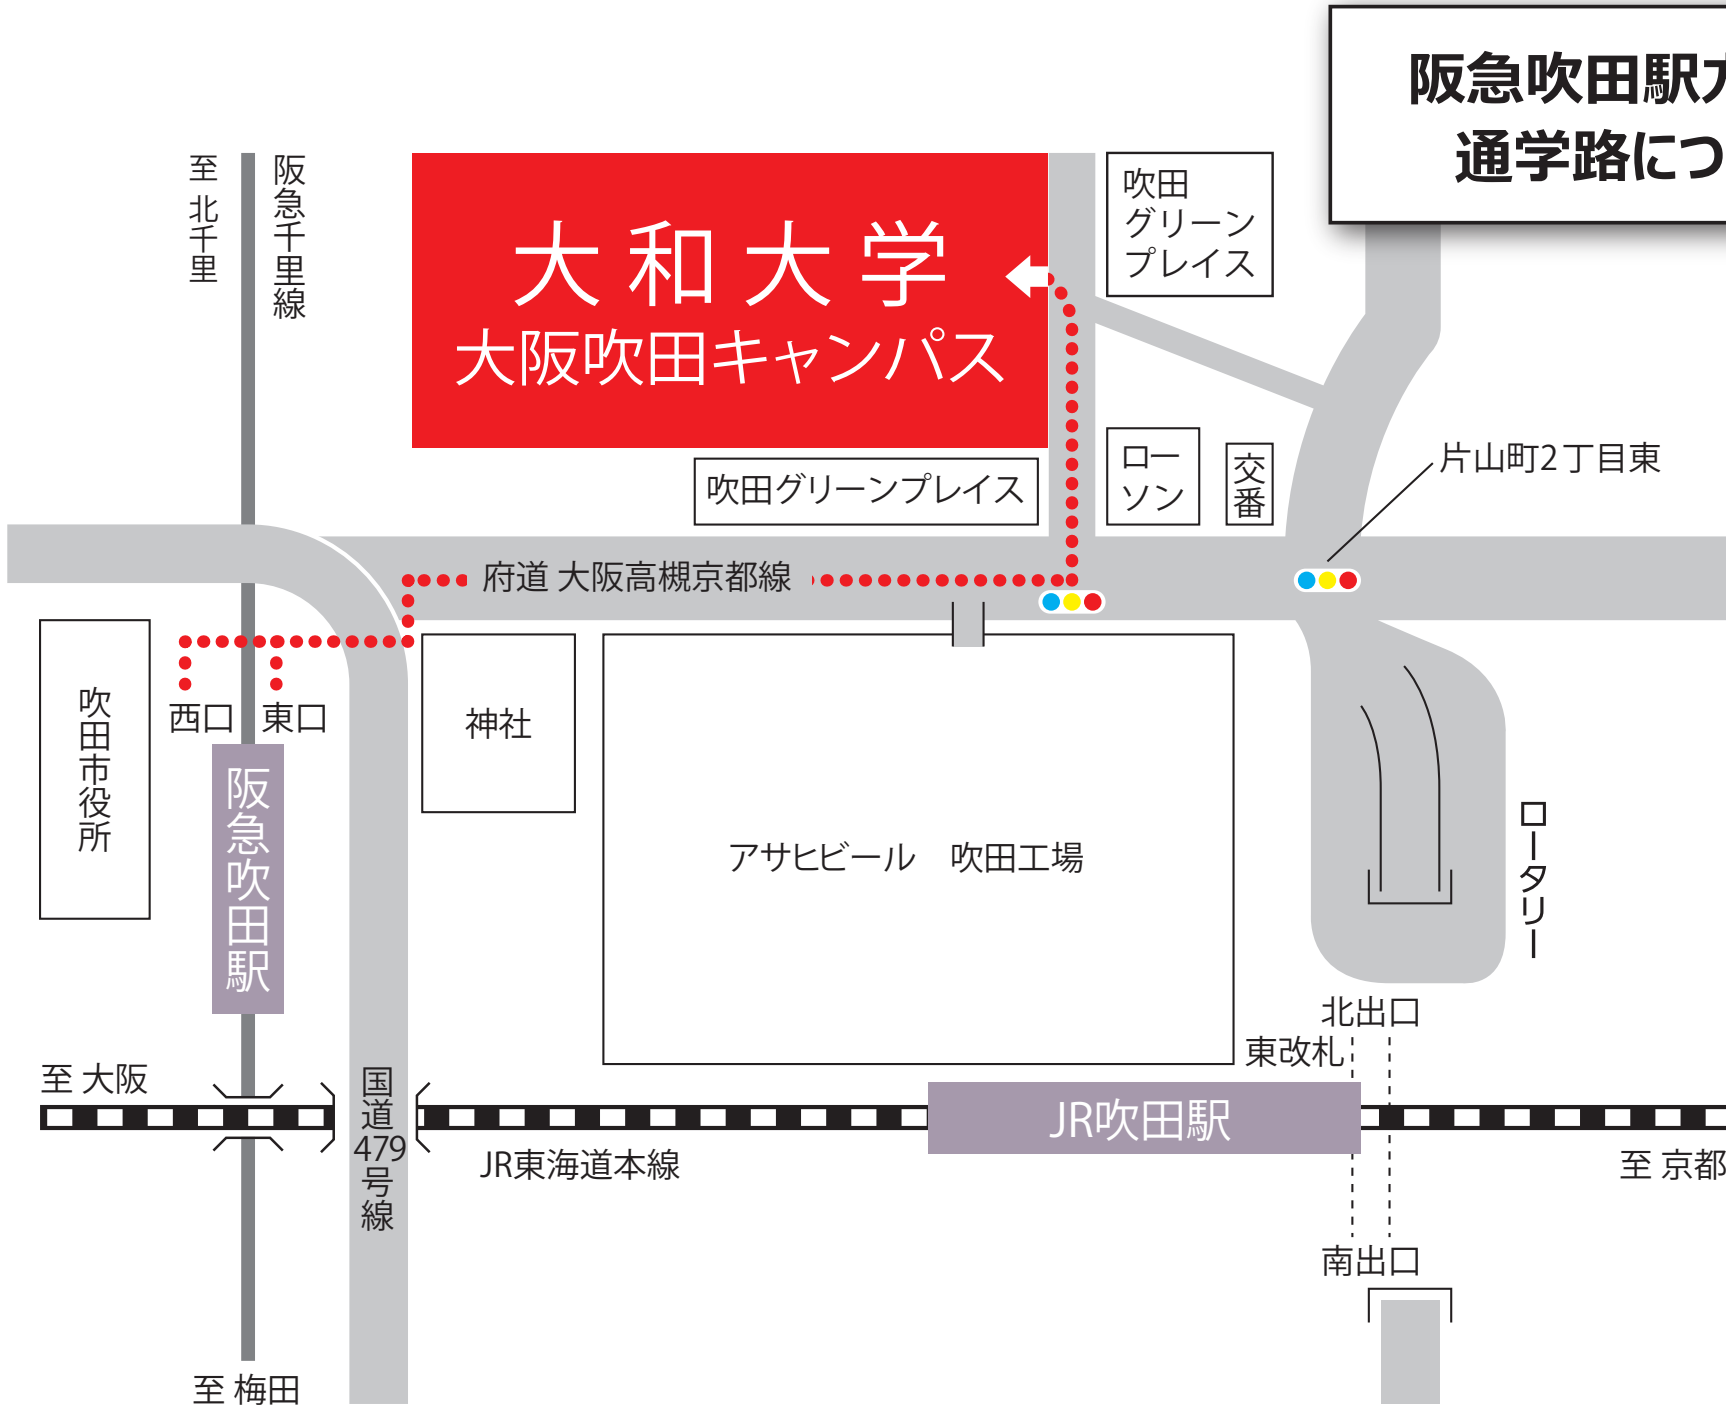 阪急吹田駅
通学路につ
至 北千里
阪急千里線
大和大学
大阪吹田キャンパス
吹田
グリーン
プレイス
吹田グリーンプレイス
ロー
ソン
交番
片山町2丁目東
府道 大阪高槻京都線
吹田市役所
西口
東口
阪急吹田駅
神社
アサヒビール　吹田工場
ロータリー
北出口
東改札
至 大阪
国道479号線
JR吹田駅
JR東海道本線
至 京都
南出口
至 梅田